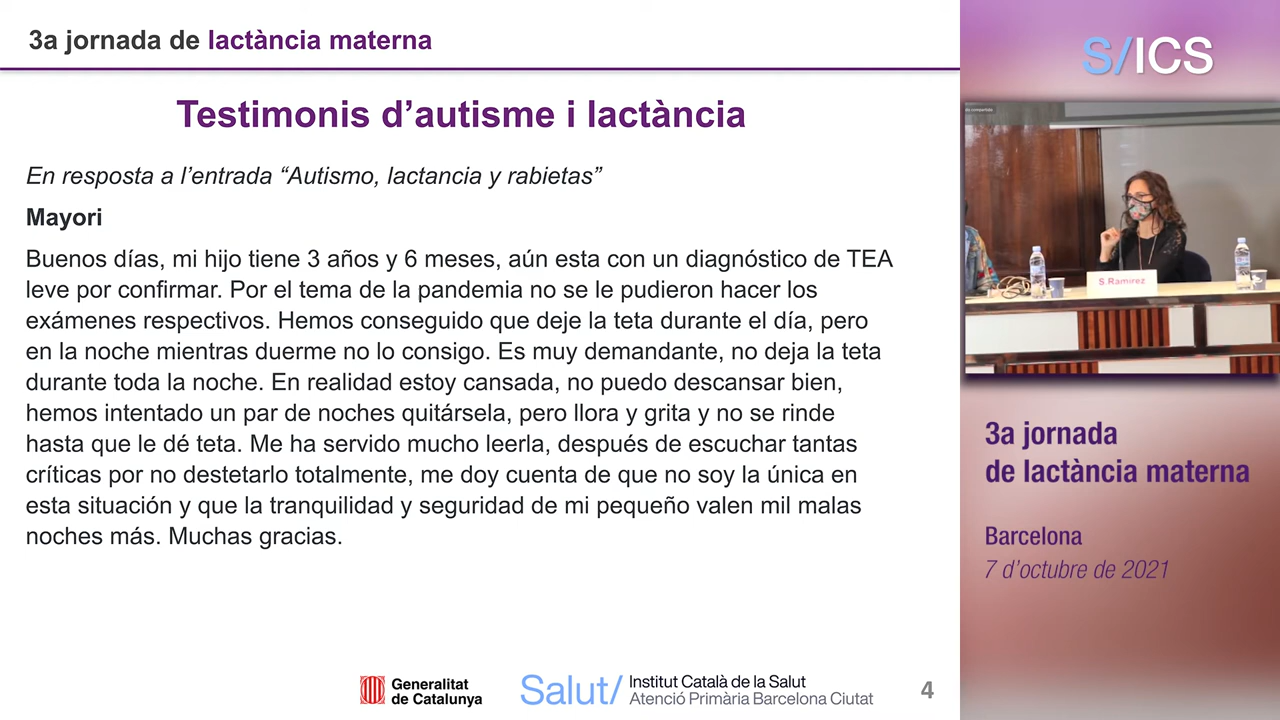 3a jornada de lactància materna
Testimonis d’autisme i lactància
En resposta a l’entrada “Autismo, lactancia y rabietas”
Mayori
Buenos días, mi hijo tiene 3 años y 6 meses, aún esta con un diagnóstico de TEA
leve por confirmar. Por el tema de la pandemia no se le pudieron hacer los
exámenes respectivos. Hemos conseguido que deje la teta durante el día, pero
en la noche mientras duerme no lo consigo. Es muy demandante, no deja la teta
durante toda la noche. En realidad estoy cansada, no puedo descansar bien,
hemos intentado un par de noches quitársela, pero llora y grita y no se rinde
hasta que le dé teta. Me ha servido mucho leerla, después de escuchar tantas
críticas por no destetarlo totalmente, me doy cuenta de que no soy la única en
esta situación y que la tranquilidad y seguridad de mi pequeño valen mil malas
noches más. Muchas gracias.
Generalitat
de Catalunya
Salut/
Institut Català de la Salut
Atenció Primària Barcelona Ciutat
4
S/ICS
S.Ramirez
3a jornada
de lactància materna
Barcelona
7 d’octubre de 2021